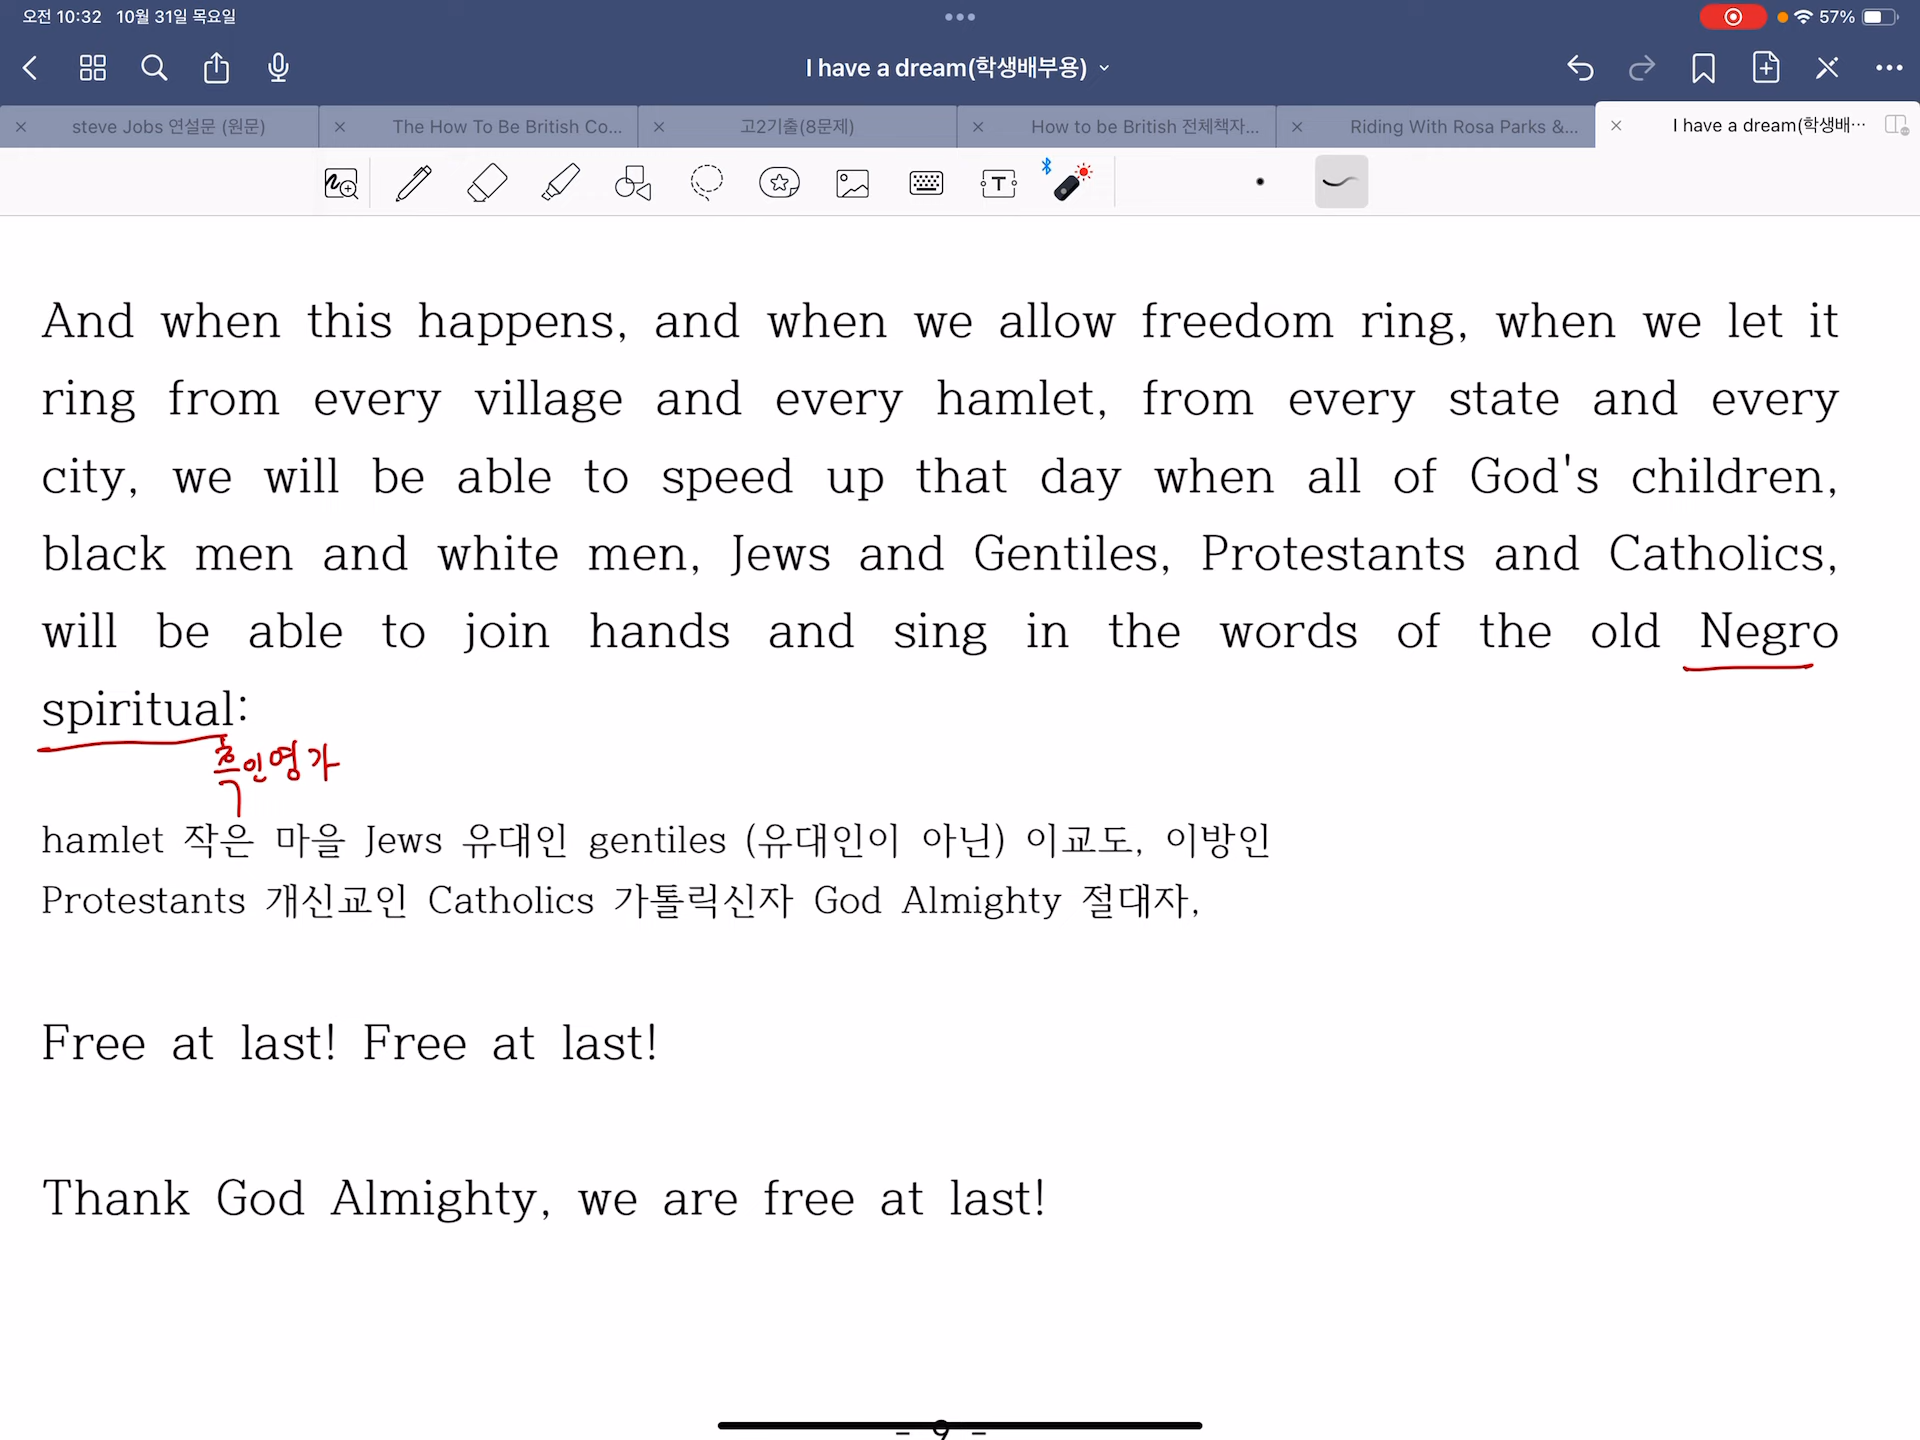 오전 10:32 10월 31일 목요일
57%
I have a dream(학생배부용)
steve Jobs 연설문 (원문)
The How To Be British Co...
고2기출(8문제)
How to be British 전체책자...
Riding With Rosa Parks &...
I have a dream(학생배...
And when this happens, and when we allow freedom ring, when we let it
ring from every village and every hamlet, from every state and every
city, we will be able to speed up that day when all of God's children,
black men and white men, Jews and Gentiles, Protestants and Catholics,
will be able to join hands and sing in the words of the old Negro
spiritual:
흑인영가
hamlet 작은 마을 Jews 유대인 gentiles (유대인이 아닌) 이교도, 이방인
Protestants 개신교인 Catholics 가톨릭신자 God Almighty 절대자,
Free at last! Free at last!
Thank God Almighty, we are free at last!
- 9 -